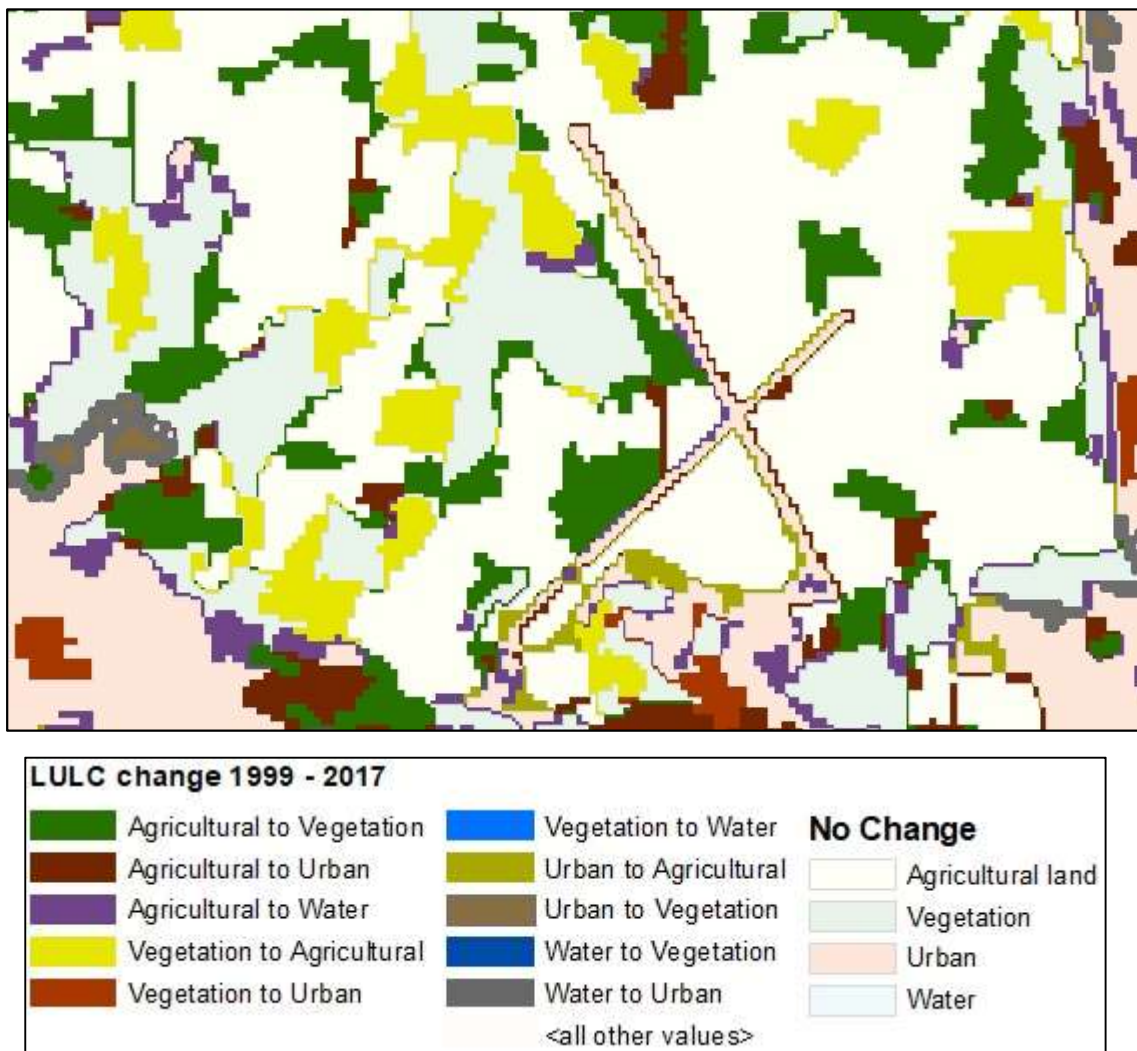 LULC change 1999 - 2017
Agricultural to Vegetation
Agricultural to Urban
Agricultural to Water
Vegetation to Agricultural
Vegetation to Urban
Vegetation to Water
Urban to Agricultural
Urban to Vegetation
Water to Vegetation
Water to Urban
<all other values>
No Change
Agricultural land
Vegetation
Urban
Water